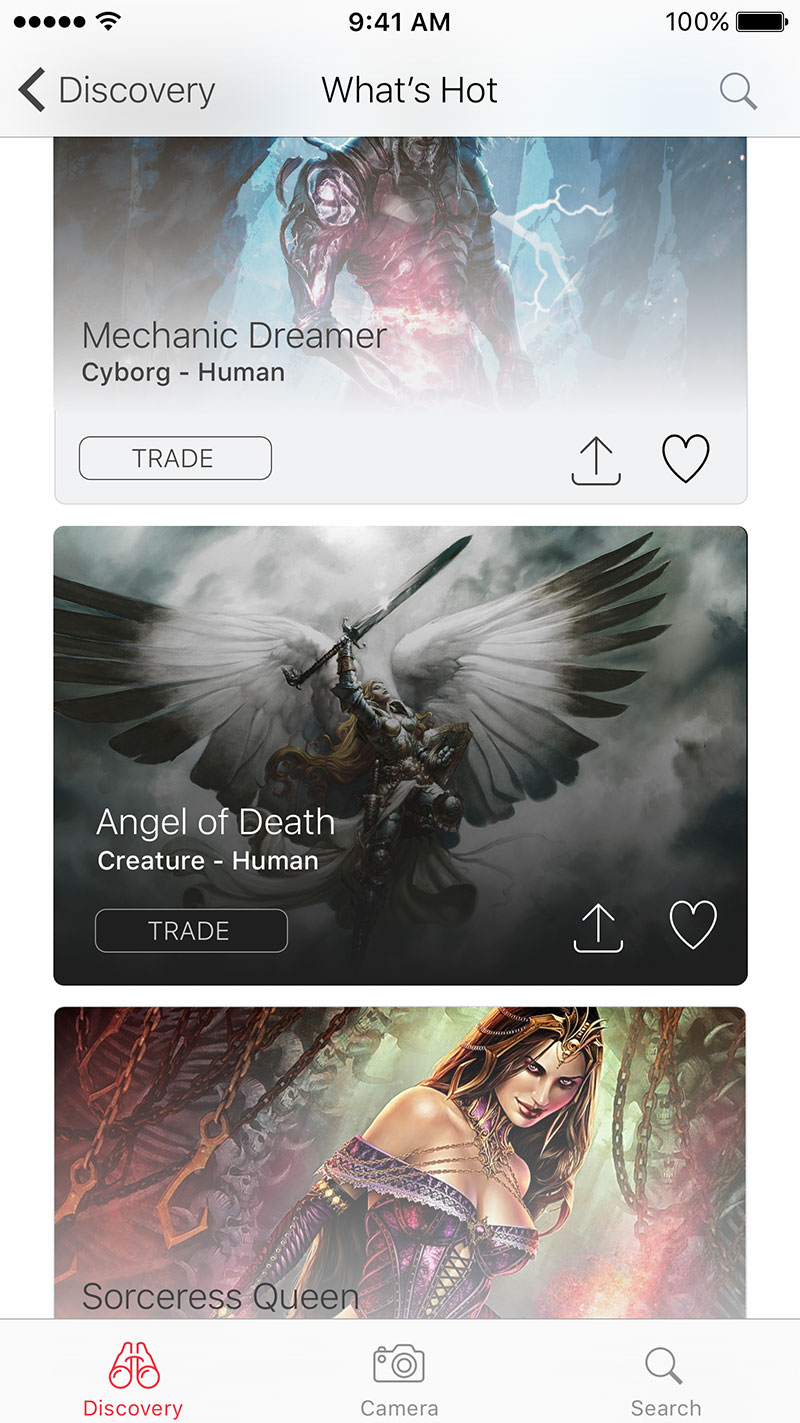 9:41 AM
100%
Discovery
What‘s Hot
Mechanic Dreamer
Cyborg - Human
TRADE
Angel of Death
Creature - Human
TRADE
Sorceress Queen
Discovery
Camera
Search